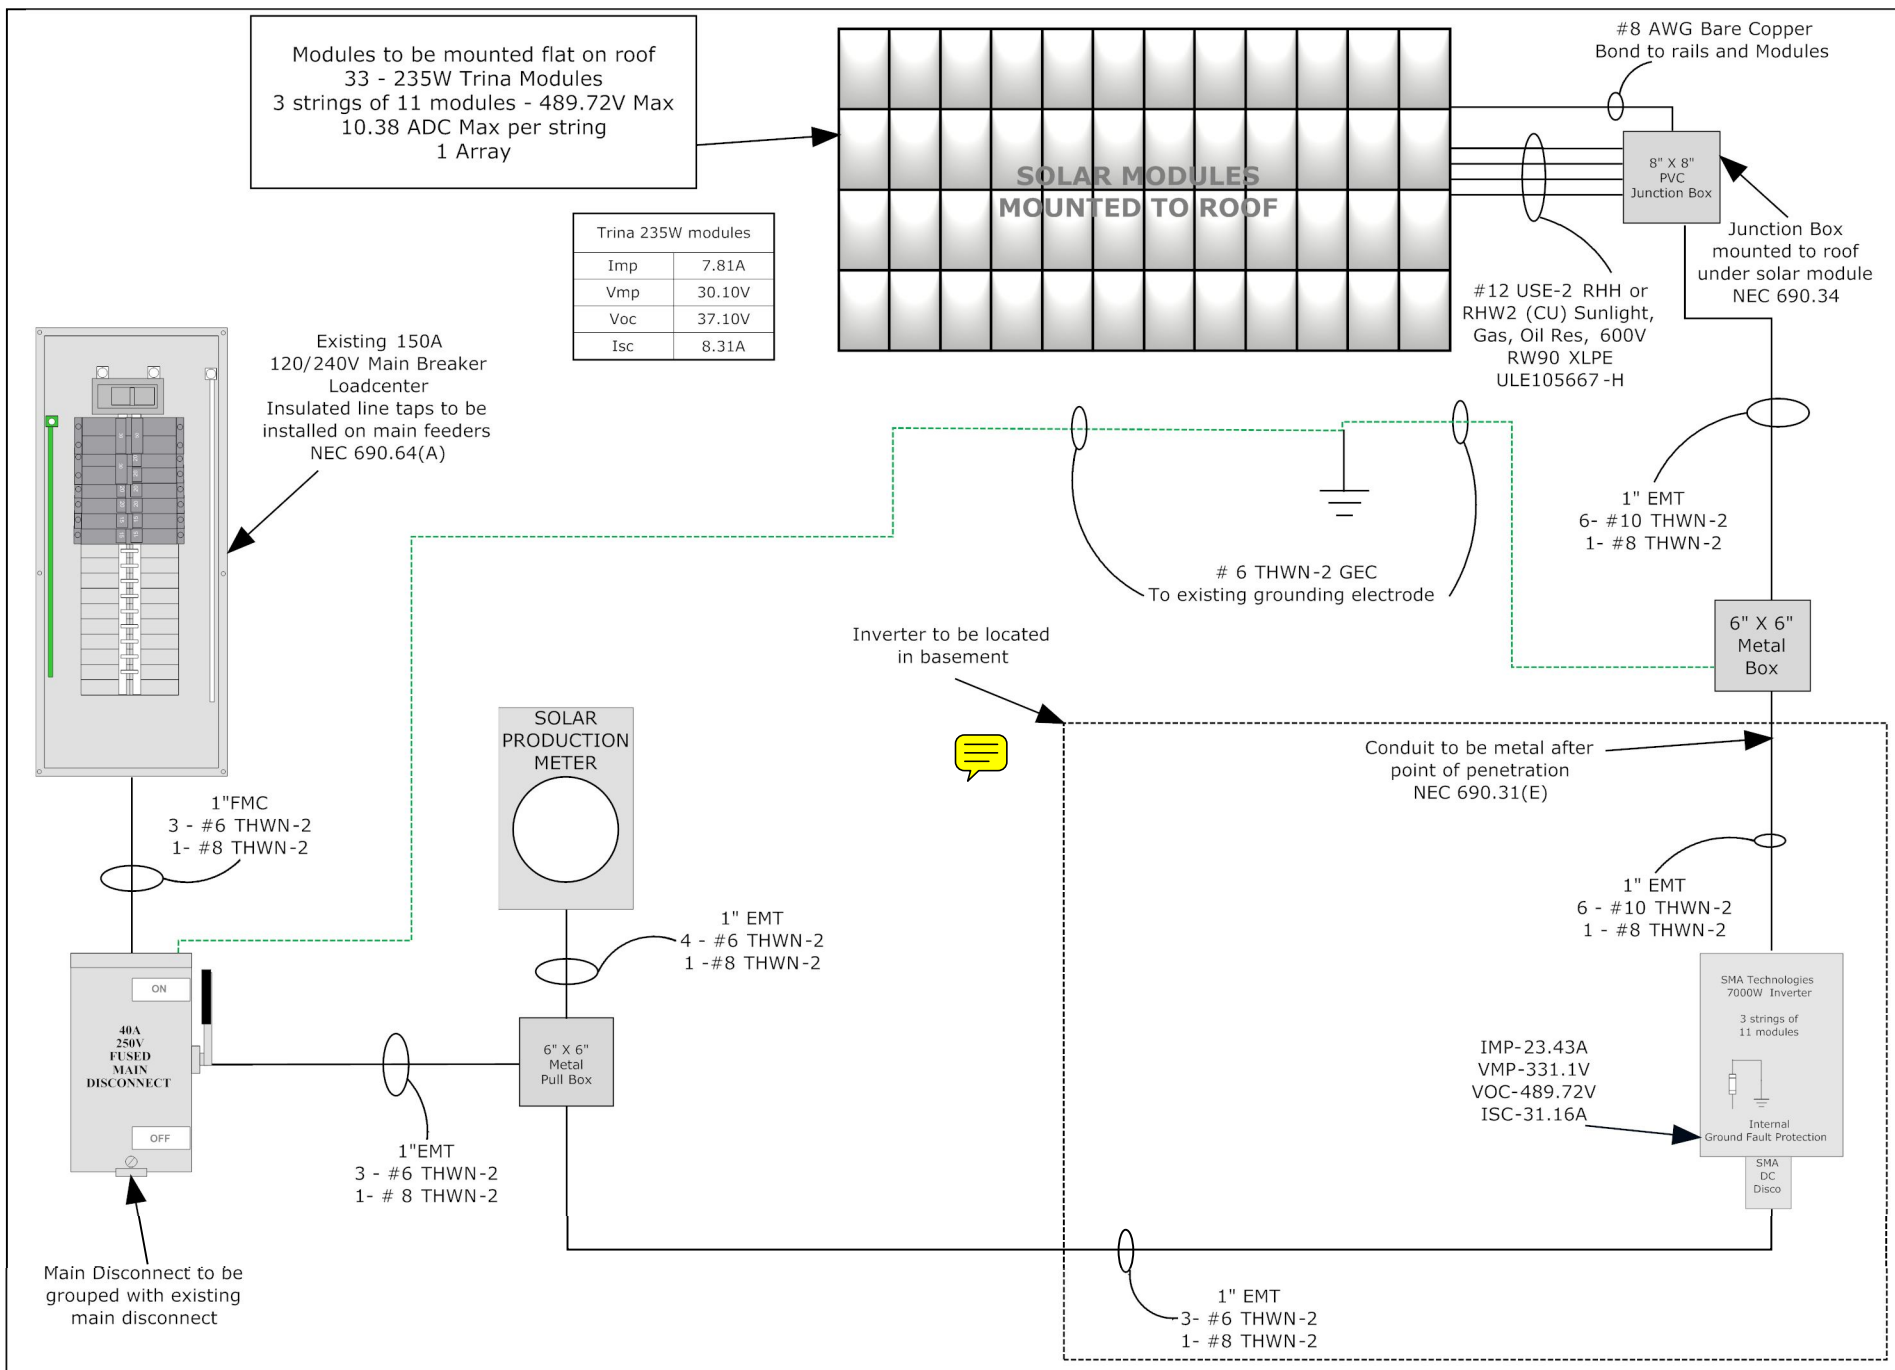 Modules to be mounted flat on roof
33 - 235W Trina Modules
3 strings of 11 modules - 489.72V Max
10.38 ADC Max per string
1 Array
#8 AWG Bare Copper
Bond to rails and Modules
SOLAR MODULES
MOUNTED TO ROOF
8" X 8"
PVC
Junction Box
Junction Box
mounted to roof
under solar module
NEC 690.34
Trina 235W modules
Imp 7.81A
Vmp 30.10V
Voc 37.10V
Isc 8.31A
#12 USE-2 RHH or
RHW2 (CU) Sunlight,
Gas, Oil Res, 600V
RW90 XLPE
ULE105667-H
Existing 150A
120/240V Main Breaker
Loadcenter
Insulated line taps to be
installed on main feeders
NEC 690.64(A)
1" EMT
6- #10 THWN-2
1- #8 THWN-2
# 6 THWN-2 GEC
To existing grounding electrode
6" X 6"
Metal
Box
Inverter to be located
in basement
SOLAR
PRODUCTION
METER
Conduit to be metal after
point of penetration
NEC 690.31(E)
1"FMC
3 - #6 THWN-2
1- #8 THWN-2
1" EMT
4 - #6 THWN-2
1 -#8 THWN-2
1" EMT
6 - #10 THWN-2
1 - #8 THWN-2
ON
40A
250V
FUSED
MAIN
DISCONNECT
OFF
6" X 6"
Metal
Pull Box
SMA Technologies
7000W Inverter
3 strings of
11 modules
Internal
Ground Fault Protection
SMA
DC
Disco
IMP-23.43A
VMP-331.1V
VOC-489.72V
ISC-31.16A
1"EMT
3 - #6 THWN-2
1- # 8 THWN-2
Main Disconnect to be
grouped with existing
main disconnect
1" EMT
3- #6 THWN-2
1- #8 THWN-2